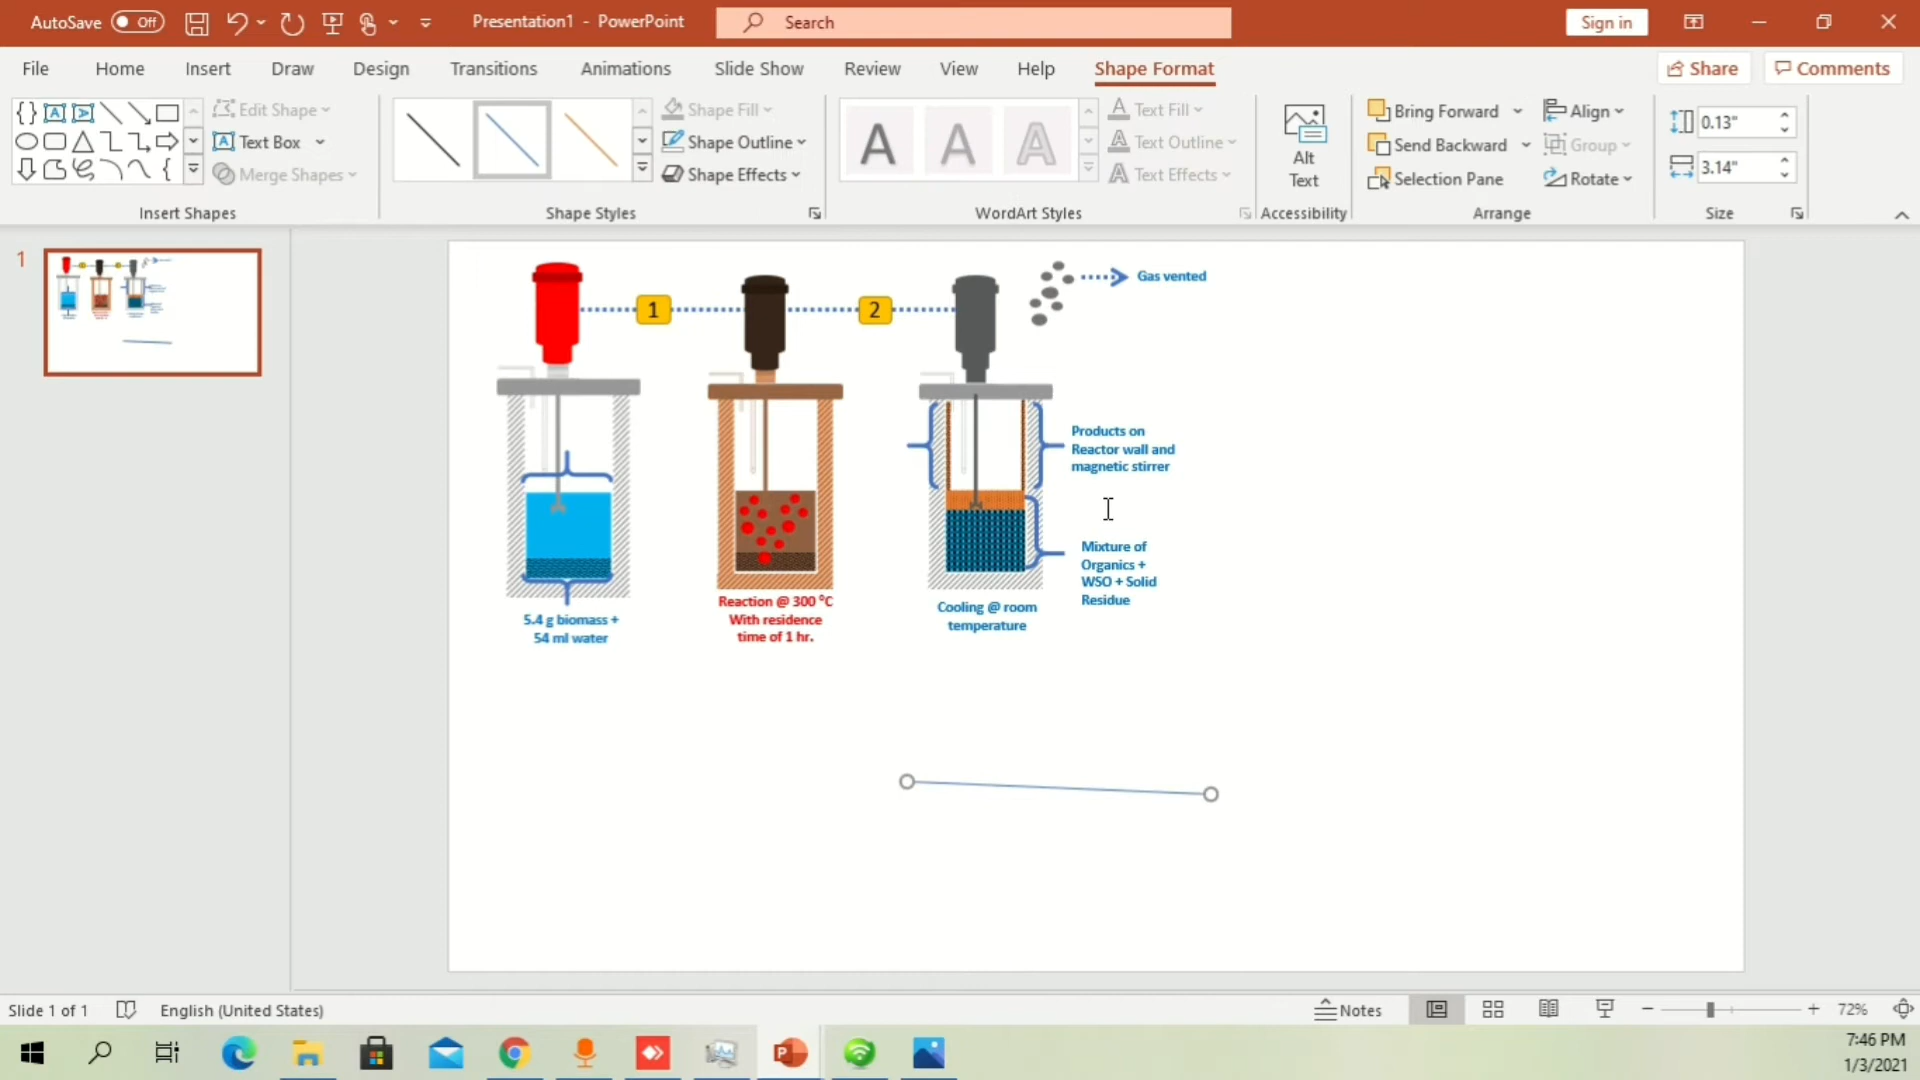 AutoSave Off
Presentation1 - PowerPoint
Search
Sign in
File Home Insert Draw Design Transitions Animations Slide Show Review View Help Shape Format
Share Comments
Edit Shape
Text Box
Merge Shapes
Insert Shapes
Shape Fill
Shape Outline
Shape Effects
Shape Styles
A A A
Text Fill
Text Outline
Text Effects
WordArt Styles
Alt
Text
Accessibility
Bring Forward
Send Backward
Selection Pane
Align
Group
Rotate
Arrange
0.13"
3.14"
Size
1
1
2
Gas vented
Products on
Reactor wall and
magnetic stirrer
Mixture of
Organics +
WSO + Solid
Residue
5.4 g biomass +
54 ml water
Reaction @ 300 °C
With residence
time of 1 hr.
Cooling @ room
temperature
Slide 1 of 1
English (United States)
Notes
72%
7:46 PM
1/3/2021